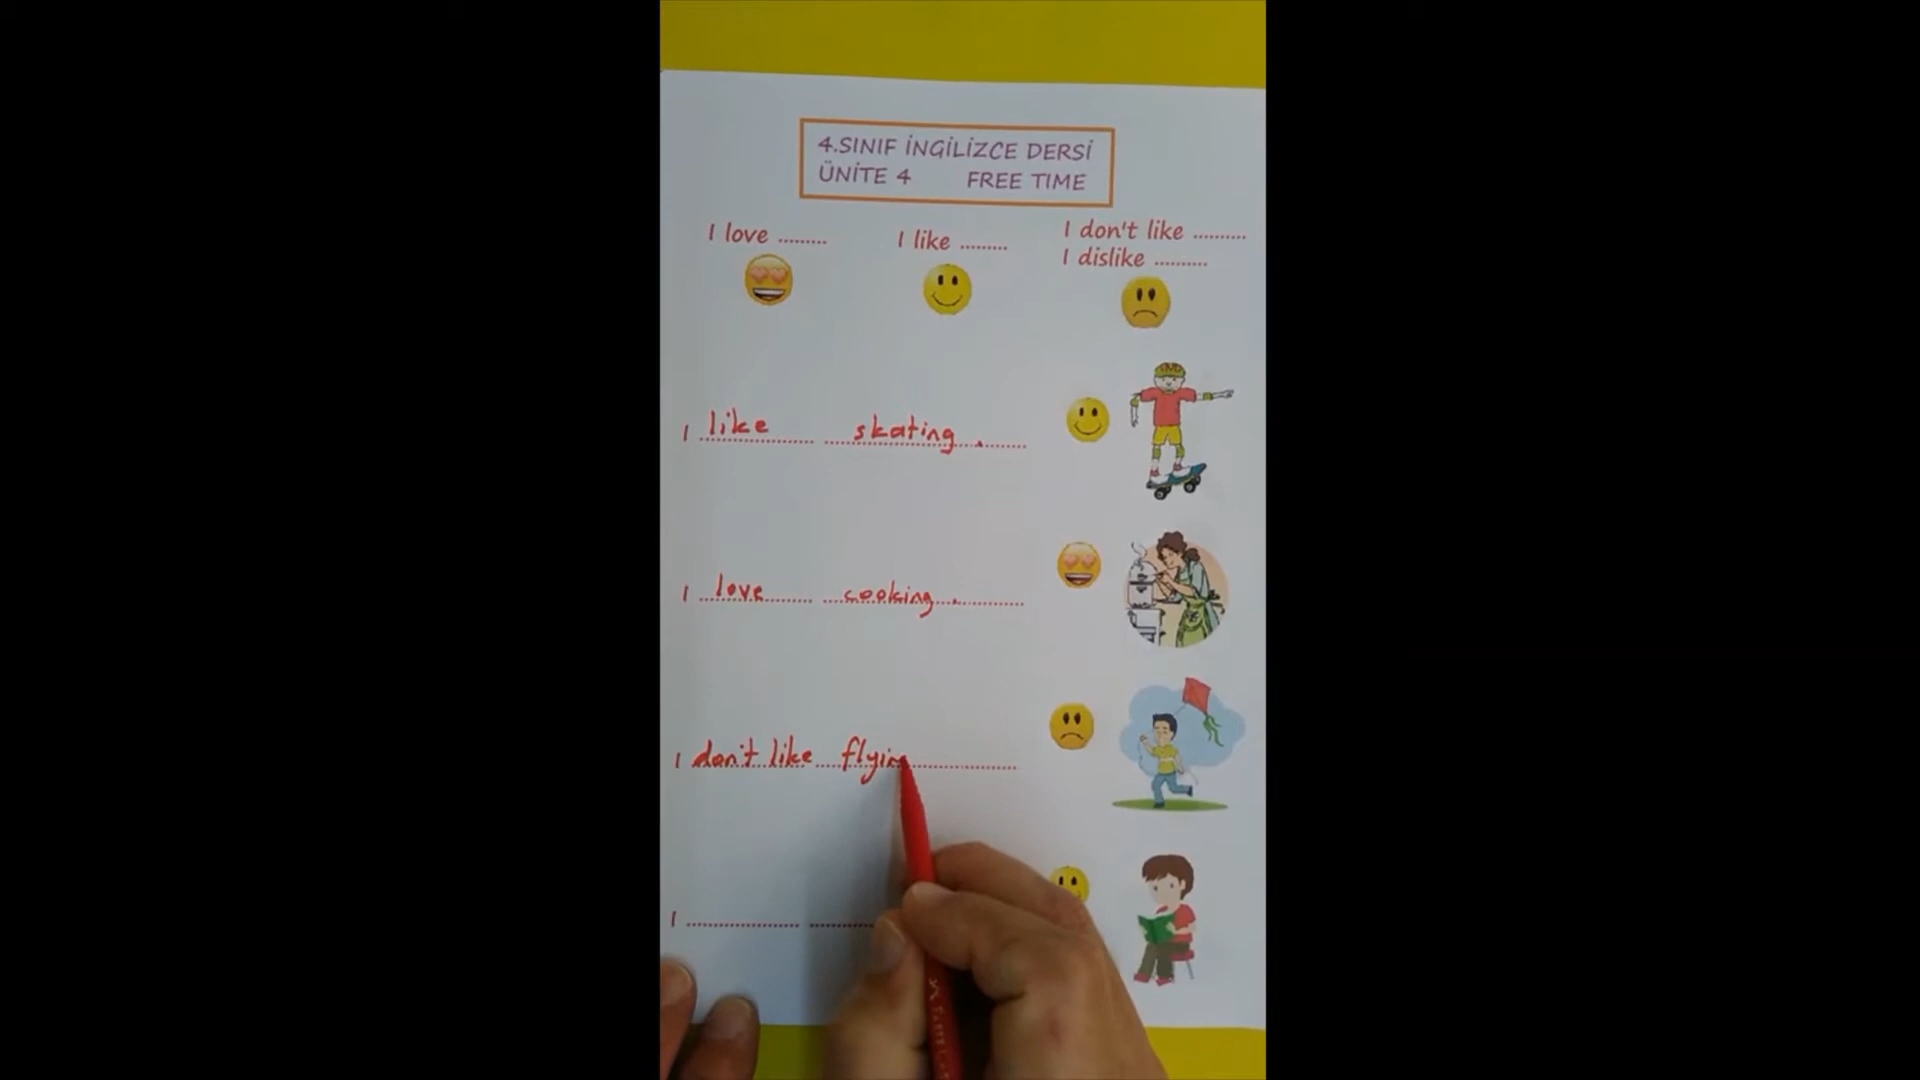 4.SINIF İNGİLİZCE DERSİ
ÜNİTE 4 FREE TIME
I love .........
I like .........
I don't like ..........
I dislike ..........
I like skating .
I love cooking .
I don't like flyin
I